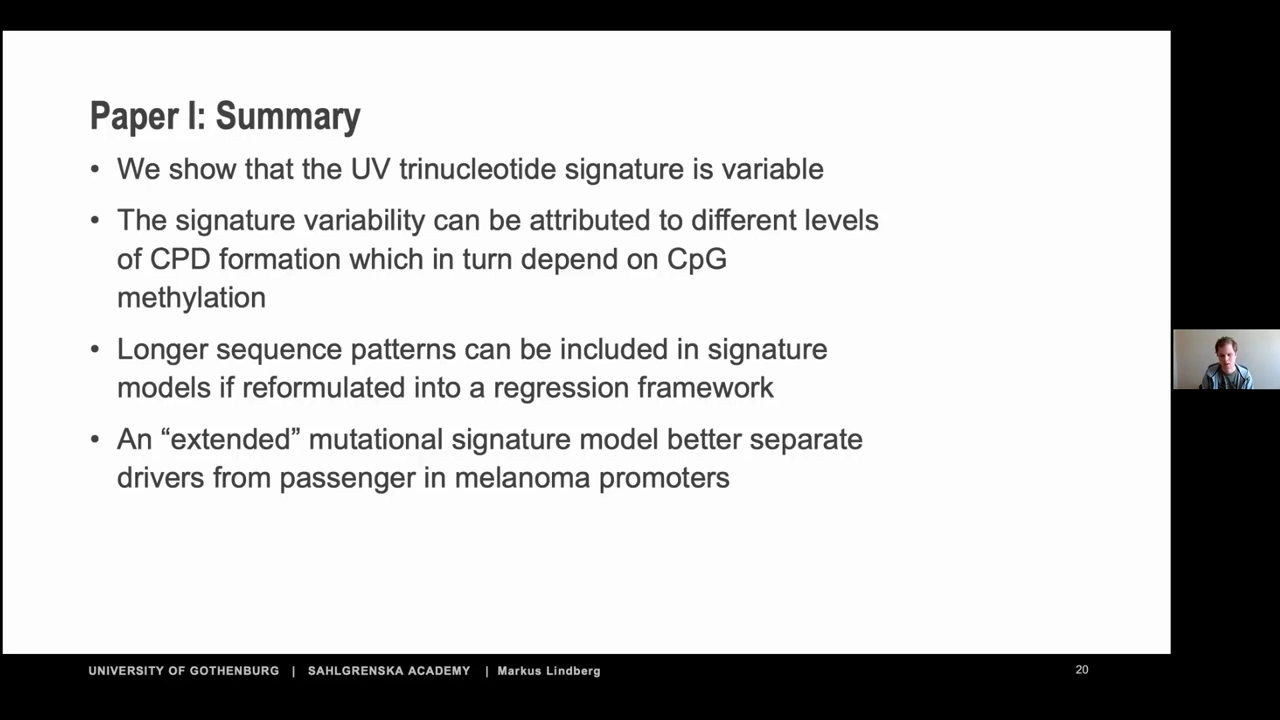 Paper I: Summary
• We show that the UV trinucleotide signature is variable
• The signature variability can be attributed to different levels
of CPD formation which in turn depend on CpG
methylation
• Longer sequence patterns can be included in signature
models if reformulated into a regression framework
• An “extended” mutational signature model better separate
drivers from passenger in melanoma promoters
UNIVERSITY OF GOTHENBURG | SAHLGRENSKA ACADEMY | Markus Lindberg 20